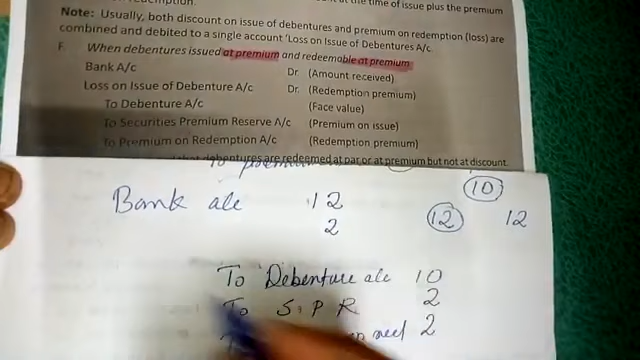 at the time of issue plus the premium
Note: Usually, both discount on issue of debentures and premium on redemption (loss) are
combined and debited to a single account 'Loss on Issue of Debentures A/c.
F. When debentures issued at premium and redeemable at premium
Bank A/c Dr (Amount received)
Loss on Issue of Debenture A/c Dr. (Redemption premium)
To Debenture A/c (Face value)
To Securities Premium Reserve A/c (Premium on issue)
To Premium on Redemption A/c (Redemption premium)
debentures are redeemed at par or at premium but not at discount.
To
10
Bank a/c 12 12 12
2
To Debenture a/c 10
To S.P R 2
2